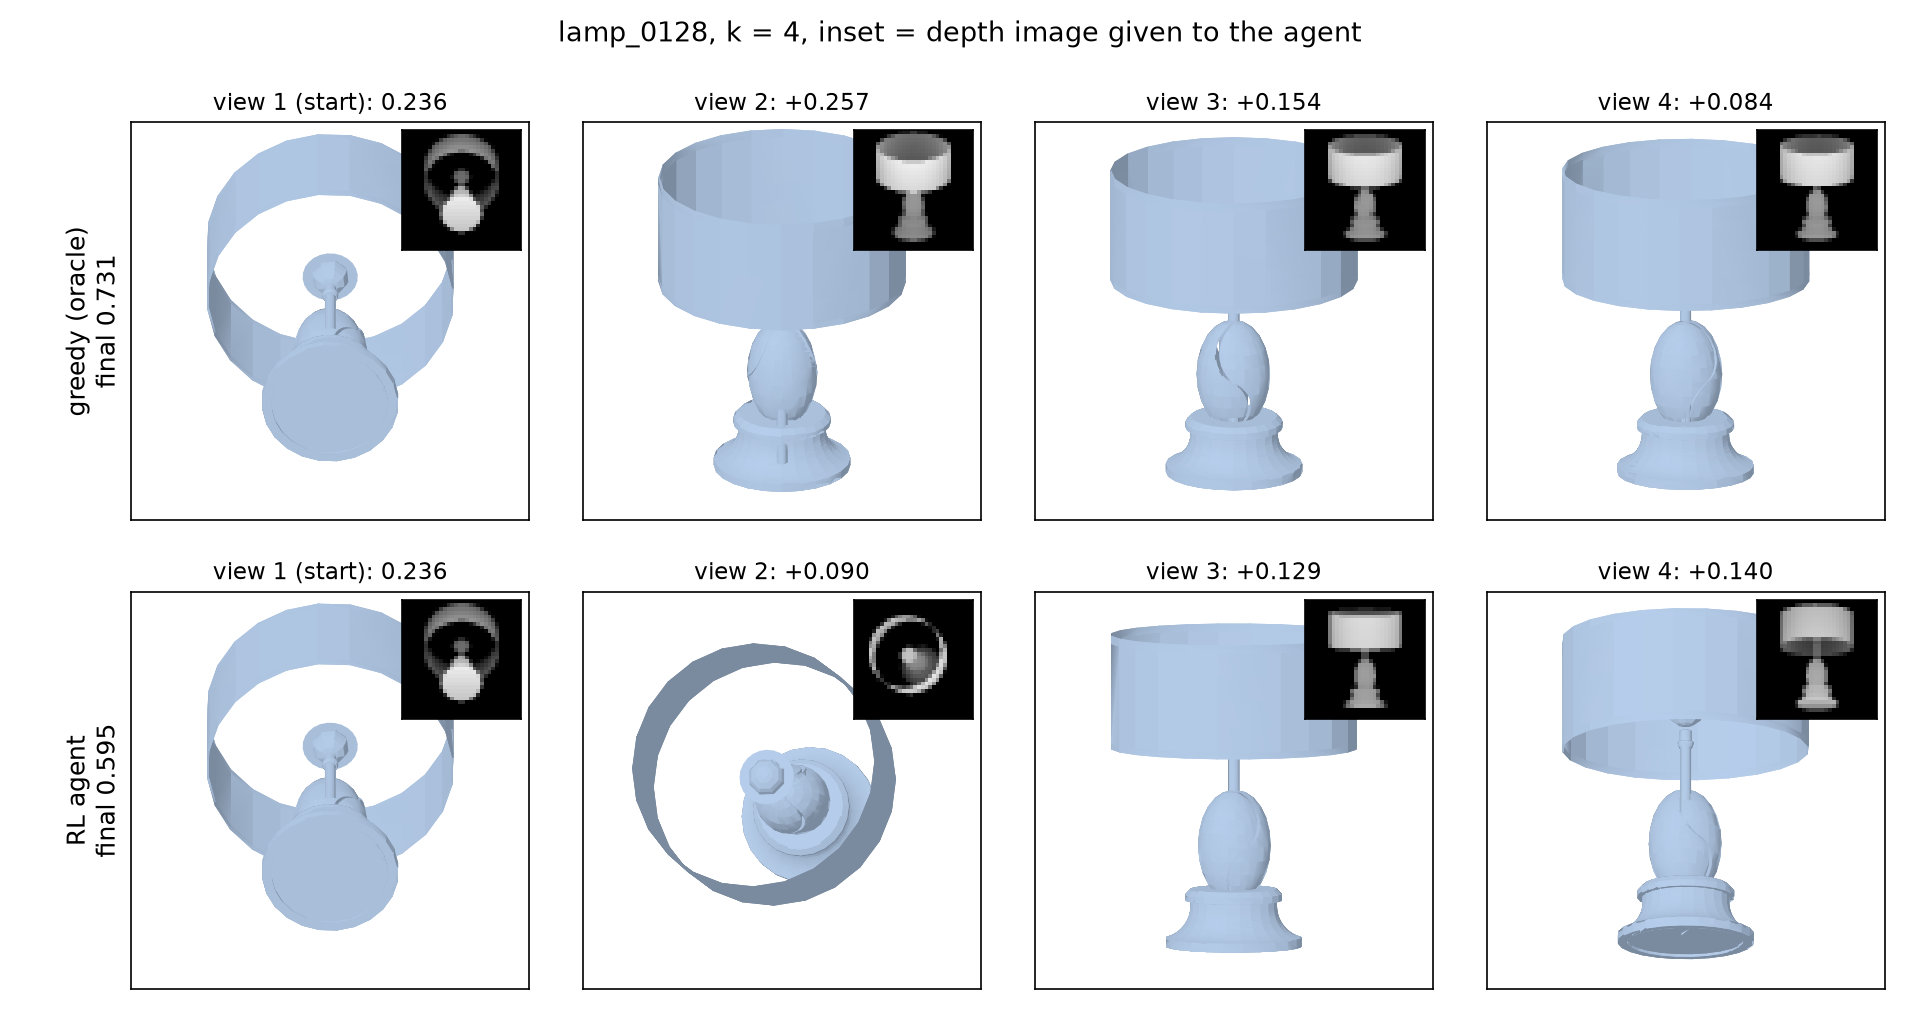 lamp_0128, k = 4, inset = depth image given to the agent
greedy (oracle)
final 0.731
view 1 (start): 0.236
view 2: +0.257
view 3: +0.154
view 4: +0.084
RL agent
final 0.595
view 1 (start): 0.236
view 2: +0.090
view 3: +0.129
view 4: +0.140